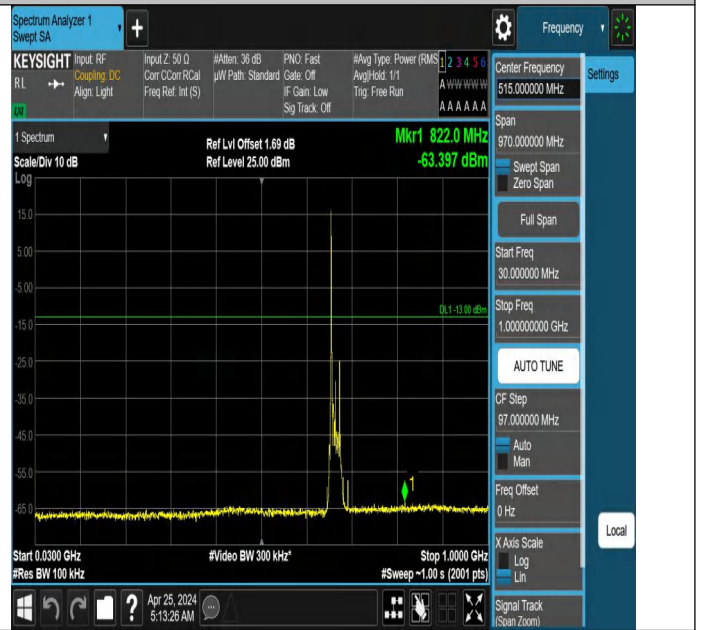 Spectrum Analyzer 1
Swept SA
+
Frequency
KEYSIGHT
RL
LXI
Input: RF
Coupling: DC
Align: Light
Input Z: 50 Ω
Corr CCorr RCal
Freq Ref: Int (S)
#Atten: 36 dB
µW Path: Standard
PNO: Fast
Gate: Off
IF Gain: Low
Sig Track: Off
#Avg Type: Power (RMS
Avg|Hold: 1/1
Trig: Free Run
1 2 3 4 5 6
A W W W W W
A A A A A A
1 Spectrum
Scale/Div 10 dB
Log
Ref Lvl Offset 1.69 dB
Ref Level 25.00 dBm
Mkr1 822.0 MHz
-63.397 dBm
15.0
5.00
-5.00
DL1 -13.00 dBm
-15.0
-25.0
-35.0
-45.0
-55.0
1
-65.0
Start 0.0300 GHz
#Res BW 100 kHz
#Video BW 300 kHz*
Stop 1.0000 GHz
#Sweep ~1.00 s (2001 pts)
?
Apr 25, 2024
5:13:26 AM
Center Frequency
515.000000 MHz
Settings
Span
970.000000 MHz
Swept Span
Zero Span
Full Span
Start Freq
30.000000 MHz
Stop Freq
1.000000000 GHz
AUTO TUNE
CF Step
97.000000 MHz
Auto
Man
Freq Offset
0 Hz
X Axis Scale
Log
Lin
Local
Signal Track
(Span Zoom)